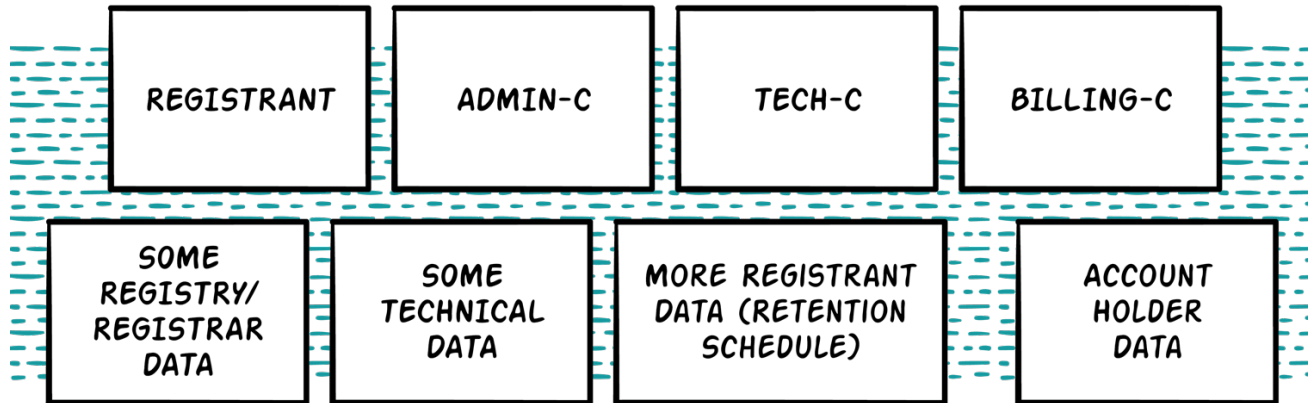 REGISTRANT
ADMIN-C
TECH-C
BILLING-C
SOME
REGISTRY/
REGISTRAR
DATA
SOME
TECHNICAL
DATA
MORE REGISTRANT
DATA (RETENTION
SCHEDULE)
ACCOUNT
HOLDER
DATA